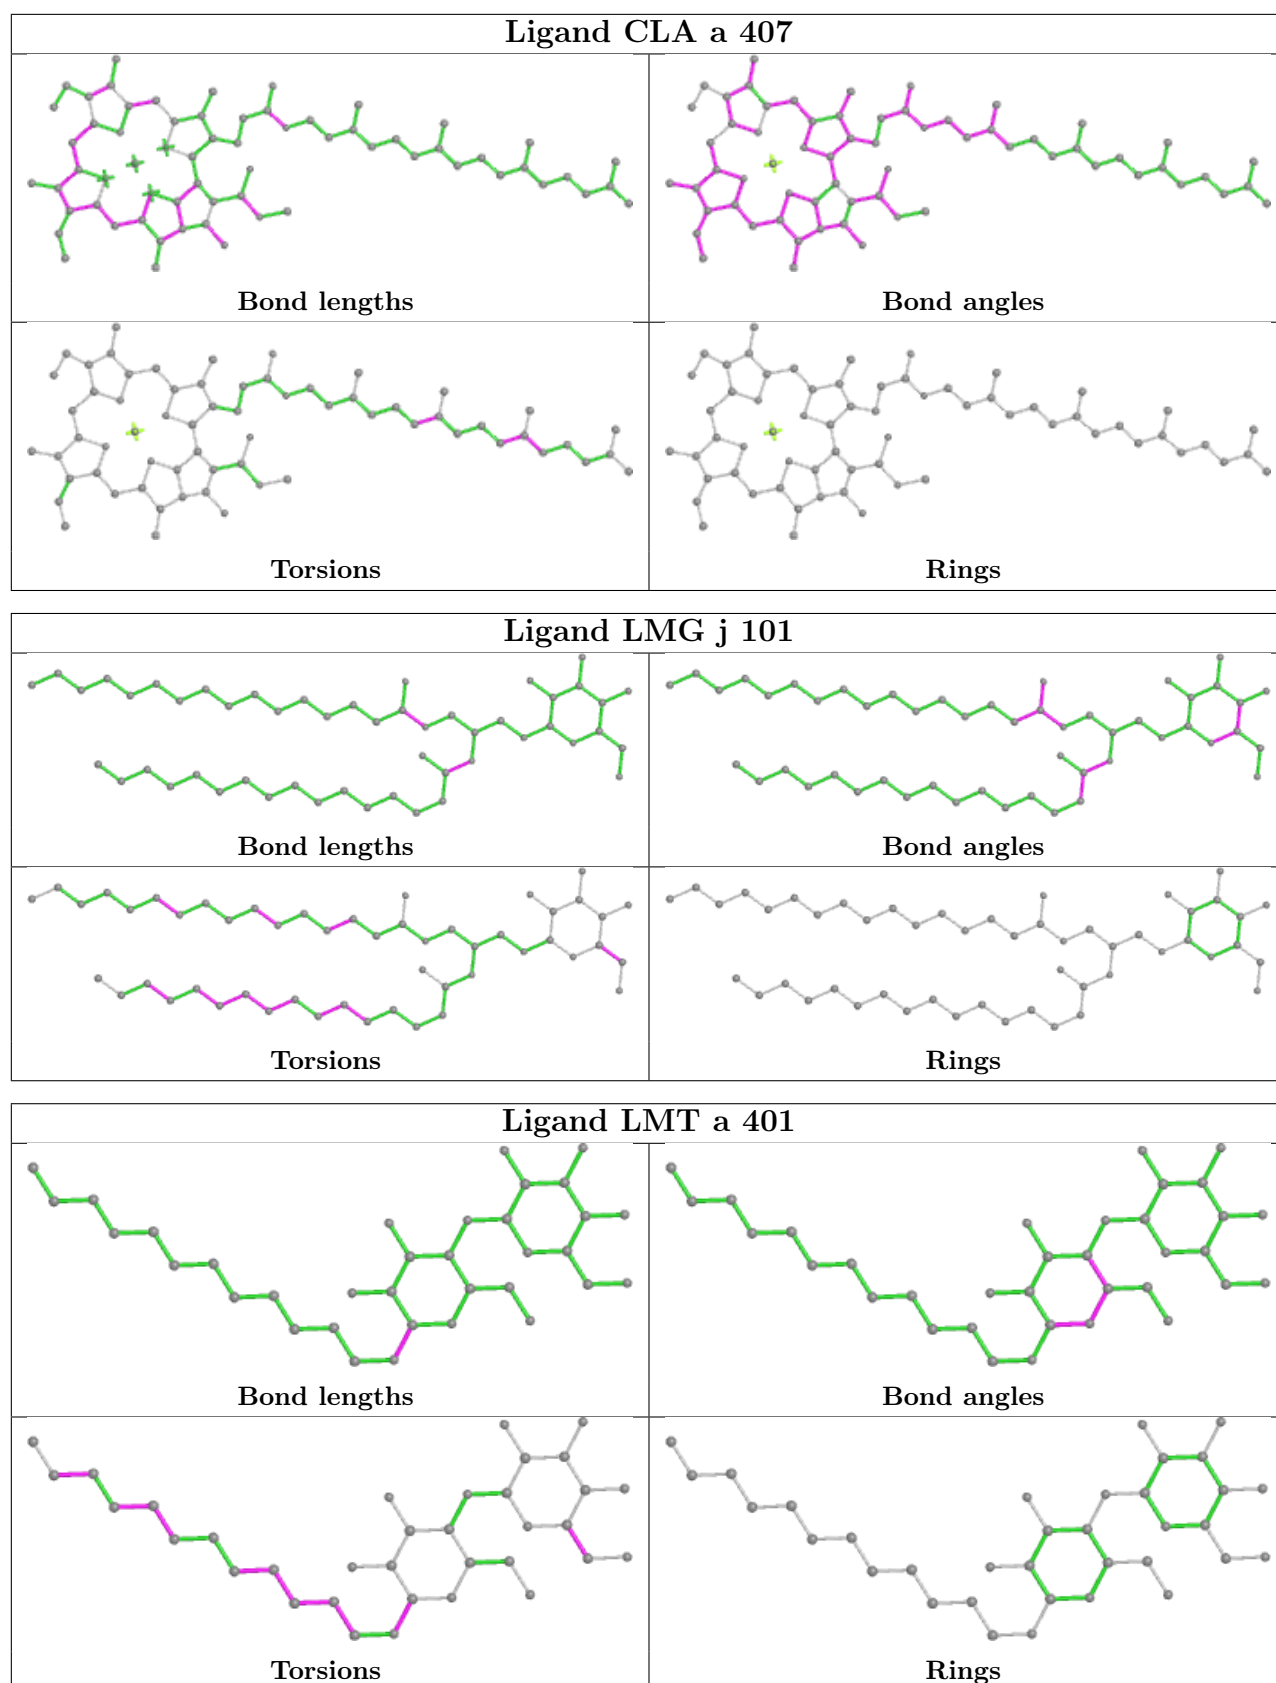 Ligand CLA a 407
Bond lengths
Bond angles
Torsions
Rings
Ligand LMG j 101
Bond lengths
Bond angles
Torsions
Rings
Ligand LMT a 401
Bond lengths
Bond angles
Torsions
Rings